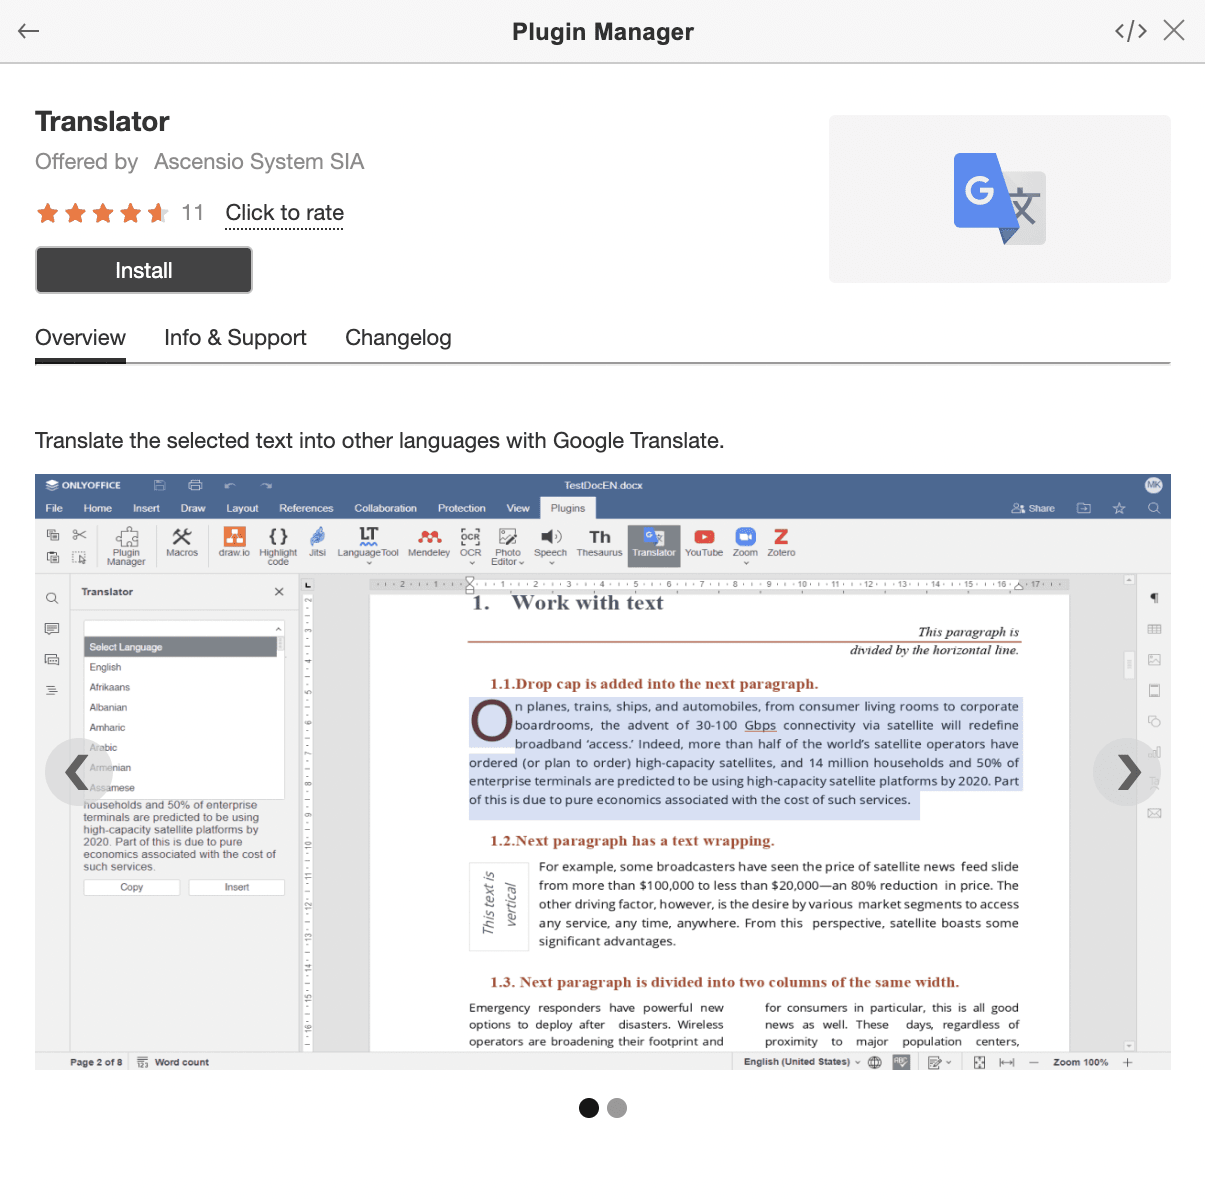 Plugin Manager
Translator
Offered by Ascensio System SIA
11 Click to rate
Install
Overview Info & Support Changelog
Translate the selected text into other languages with Google Translate.
ONLYOFFICE TestDocEN.docx MK
File Home Insert Draw Layout References Collaboration Protection View Plugins Share
Plugin Manager
Macros
draw.io
Highlight code
Jitsi
LT
LanguageTool
Mendeley
OCR
OCR
Photo Editor
Speech
Th
Thesaurus
Translator
YouTube
Zoom
Z
Zotero
Translator
Select Language
English
Afrikaans
Albanian
Amharic
Arabic
Armenian
Assamese
households and 50% of enterprise
terminals are predicted to be using
high-capacity satellite platforms by
2020. Part of this is due to pure
economics associated with the cost of
such services.
Copy Insert
1. Work with text
This paragraph is
divided by the horizontal line.
1.1.Drop cap is added into the next paragraph.
On planes, trains, ships, and automobiles, from consumer living rooms to corporate
boardrooms, the advent of 30-100 Gbps connectivity via satellite will redefine
broadband ‘access.’ Indeed, more than half of the world’s satellite operators have
ordered (or plan to order) high-capacity satellites, and 14 million households and 50% of
enterprise terminals are predicted to be using high-capacity satellite platforms by 2020. Part
of this is due to pure economics associated with the cost of such services.
1.2.Next paragraph has a text wrapping.
This text is
vertical
For example, some broadcasters have seen the price of satellite news feed slide
from more than $100,000 to less than $20,000—an 80% reduction in price. The
other driving factor, however, is the desire by various market segments to access
any service, any time, anywhere. From this perspective, satellite boasts some
significant advantages.
1.3. Next paragraph is divided into two columns of the same width.
Emergency responders have powerful new
options to deploy after disasters. Wireless
operators are broadening their footprint and
for consumers in particular, this is all good
news as well. These days, regardless of
proximity to major population centers,
Page 2 of 8 Word count English (United States) Zoom 100%